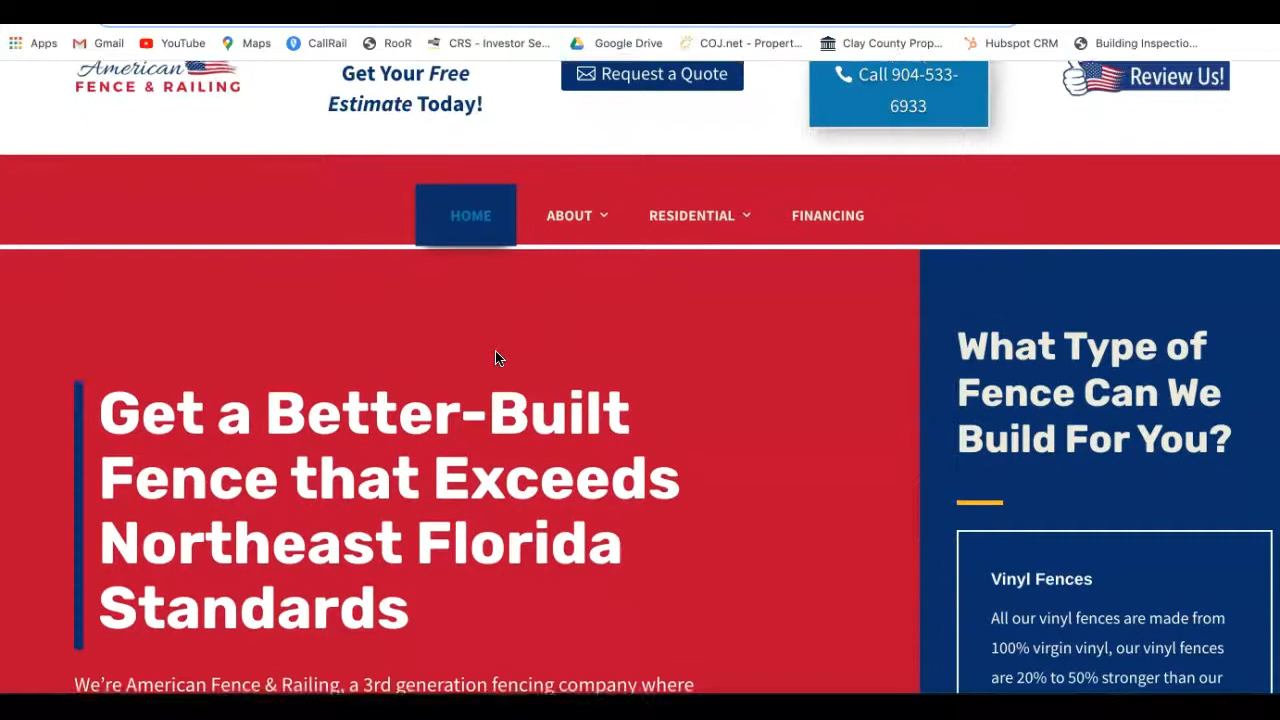 Apps Gmail YouTube Maps CallRail RooR CRS - Investor Se... Google Drive COJ.net - Propert... Clay County Prop... Hubspot CRM Building Inspectio...
American
FENCE & RAILING
Get Your Free
Estimate Today!
Request a Quote
Call 904-533-
6933
Review Us!
HOME ABOUT RESIDENTIAL FINANCING
Get a Better-Built
Fence that Exceeds
Northeast Florida
Standards
We’re American Fence & Railing, a 3rd generation fencing company where
What Type of
Fence Can We
Build For You?
Vinyl Fences
All our vinyl fences are made from
100% virgin vinyl, our vinyl fences
are 20% to 50% stronger than our